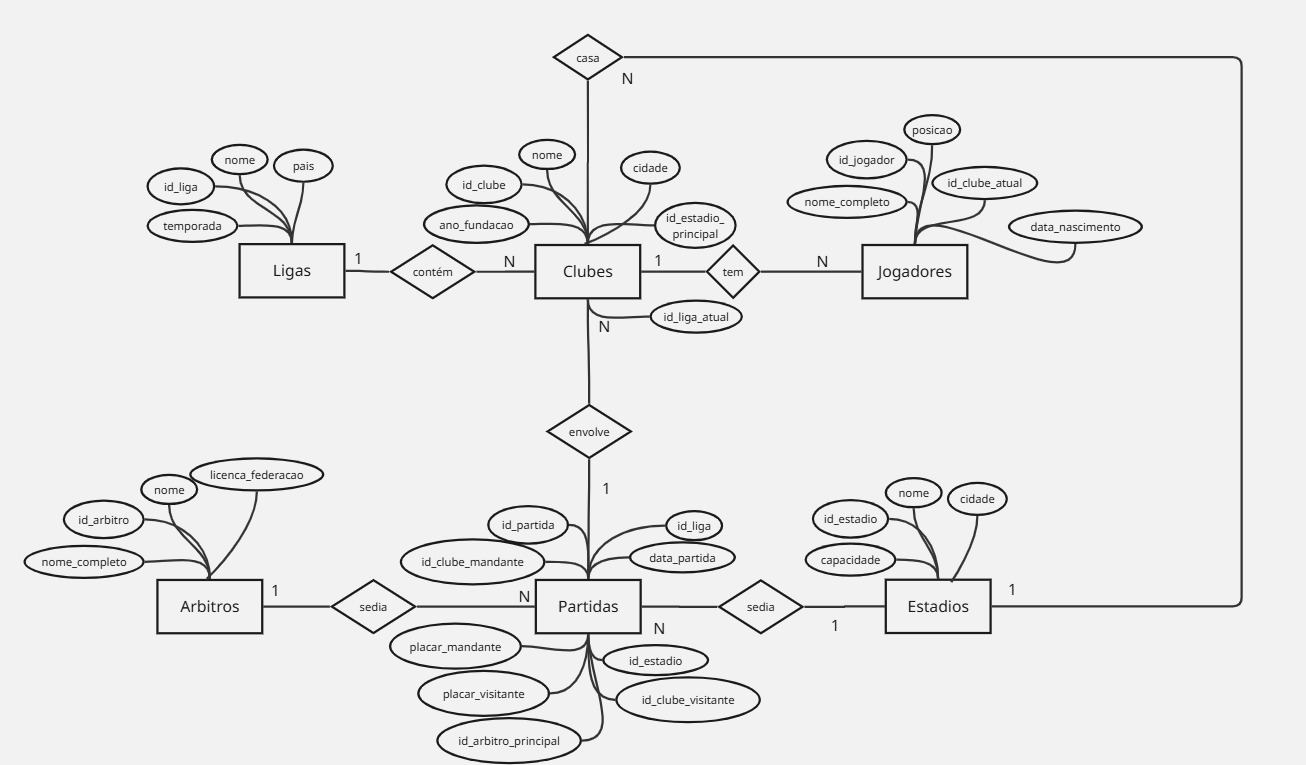 casa
N
posicao
nome
id_jogador
nome
pais
cidade
id_liga
id_clube
id_clube_atual
nome_completo
temporada
ano_fundacao
id_estadio_
principal
data_nascimento
Ligas
1
contém
N
Clubes
1
tem
N
Jogadores
N
id_liga_atual
envolve
licenca_federacao
nome
1
nome
cidade
id_arbitro
id_partida
id_liga
id_estadio
nome_completo
id_clube_mandante
data_partida
capacidade
Arbitros
1
sedia
N
Partidas
N
sedia
1
Estadios
1
placar_mandante
id_estadio
placar_visitante
id_clube_visitante
id_arbitro_principal